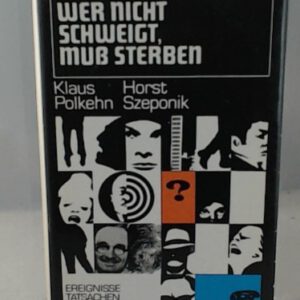 WER NICHT
SCHWEIGT,
MUß STERBEN
Klaus Horst
Polkehn Szeponik
?
EREIGNISSE
TATSACHEN